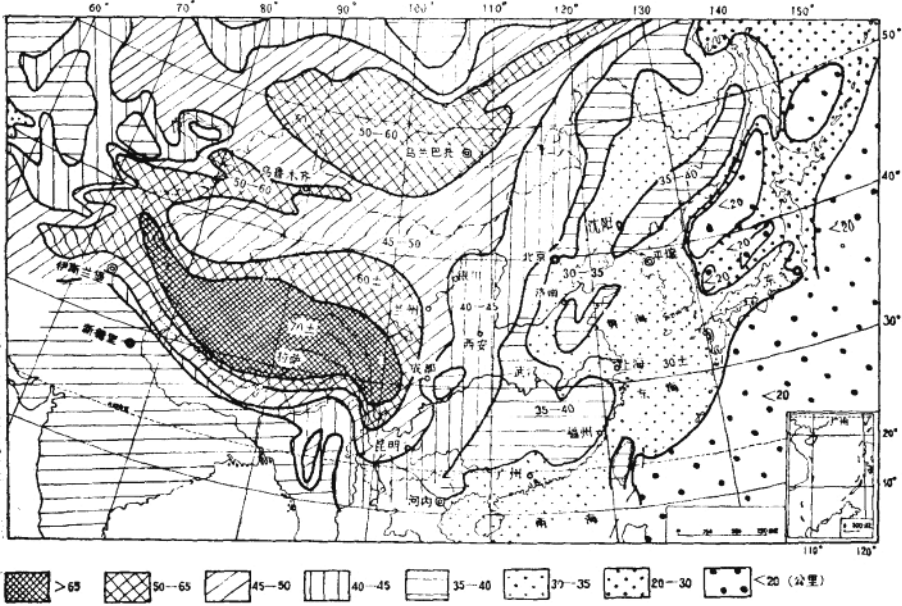 60° 70° 80° 90° 100° 110° 120° 130° 140° 150°
50°
50—60
乌兰巴托
乌鲁木齐
50—60
35—40
40°
<20
沈阳
<20
<20
45—50
北京
平壤
<20
60±
银川
30—35
伊斯兰堡
济南
兰州
40—45
黄海
70±
30°
新德里
西安
拉萨
成都
武汉
上海
30±
东海
<20
35—40
广州
福州
昆明
20°
广州
10°
河内
南海
110° 120°
>65
50—65
45—50
40—45
35—40
30—35
20—30
<20 (公里)